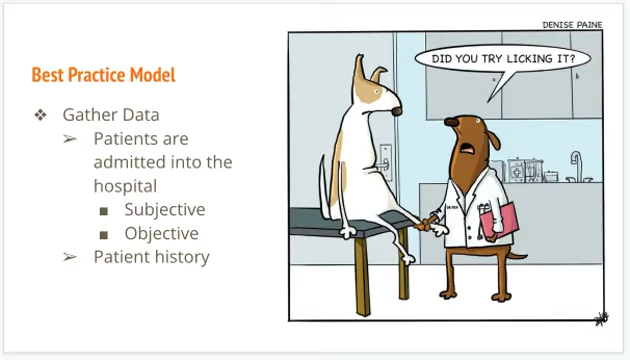 Best Practice Model
❖ Gather Data
➢ Patients are
admitted into the
hospital
■ Subjective
■ Objective
➢ Patient history
DENISE PAINE
DID YOU TRY LICKING IT?